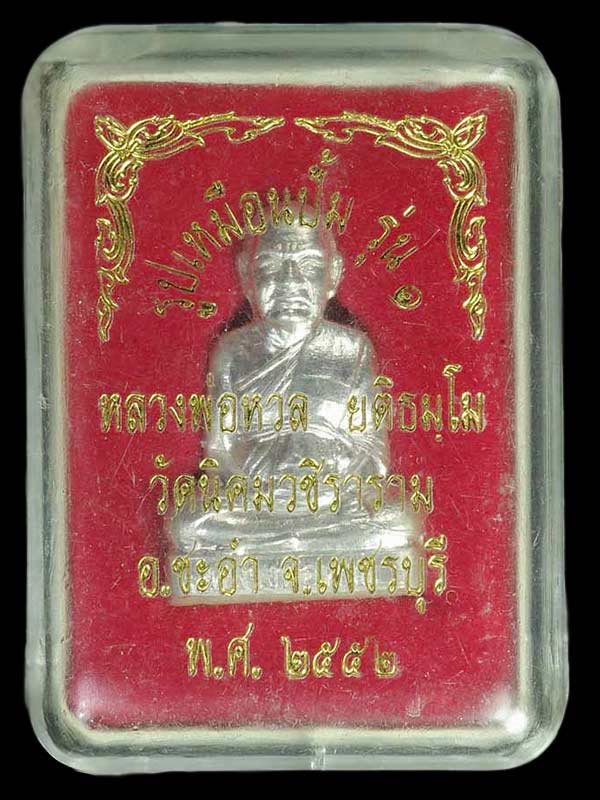 รูปเหมือนปั๊ม รุ่น ๑
หลวงพ่อหวล ยติธมฺโม
วัดนิคมวชิราราม
อ.ชะอำ จ.เพชรบุรี
พ.ศ. ๒๕๕๒